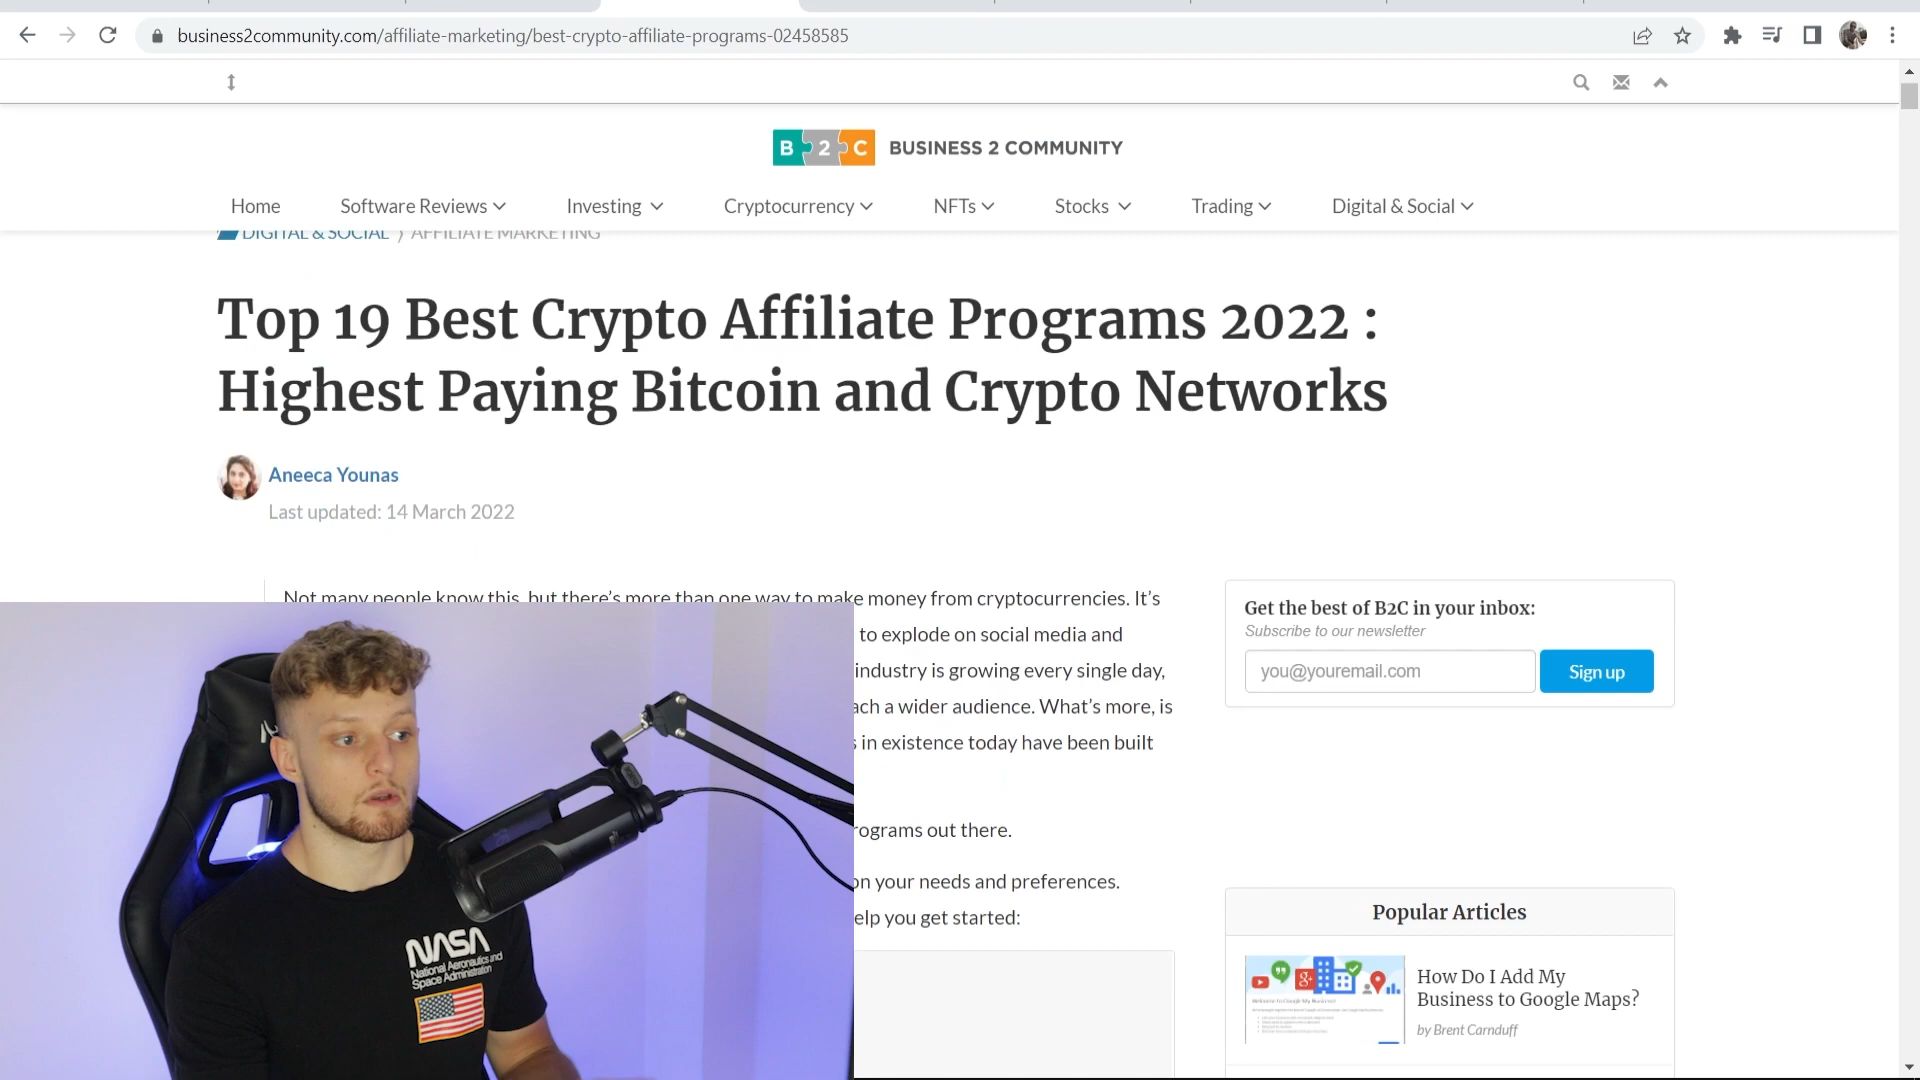 business2community.com/affiliate-marketing/best-crypto-affiliate-programs-02458585
B 2 C BUSINESS 2 COMMUNITY
Home Software Reviews Investing Cryptocurrency NFTs Stocks Trading Digital & Social
DIGITAL & SOCIAL ) AFFILIATE MARKETING
Top 19 Best Crypto Affiliate Programs 2022 :
Highest Paying Bitcoin and Crypto Networks
Aneeca Younas
Last updated: 14 March 2022
Not many people know this, but there's more than one way to make money from cryptocurrencies. It's
to explode on social media and
industry is growing every single day,
a wider audience. What's more, is
in existence today have been built
out there.
your needs and preferences.
you get started:
Get the best of B2C in your inbox:
Subscribe to our newsletter
you@youremail.com Sign up
Popular Articles
How Do I Add My
Business to Google Maps?
by Brent Carnduff
NASA
National Aeronautics and
Space Administration